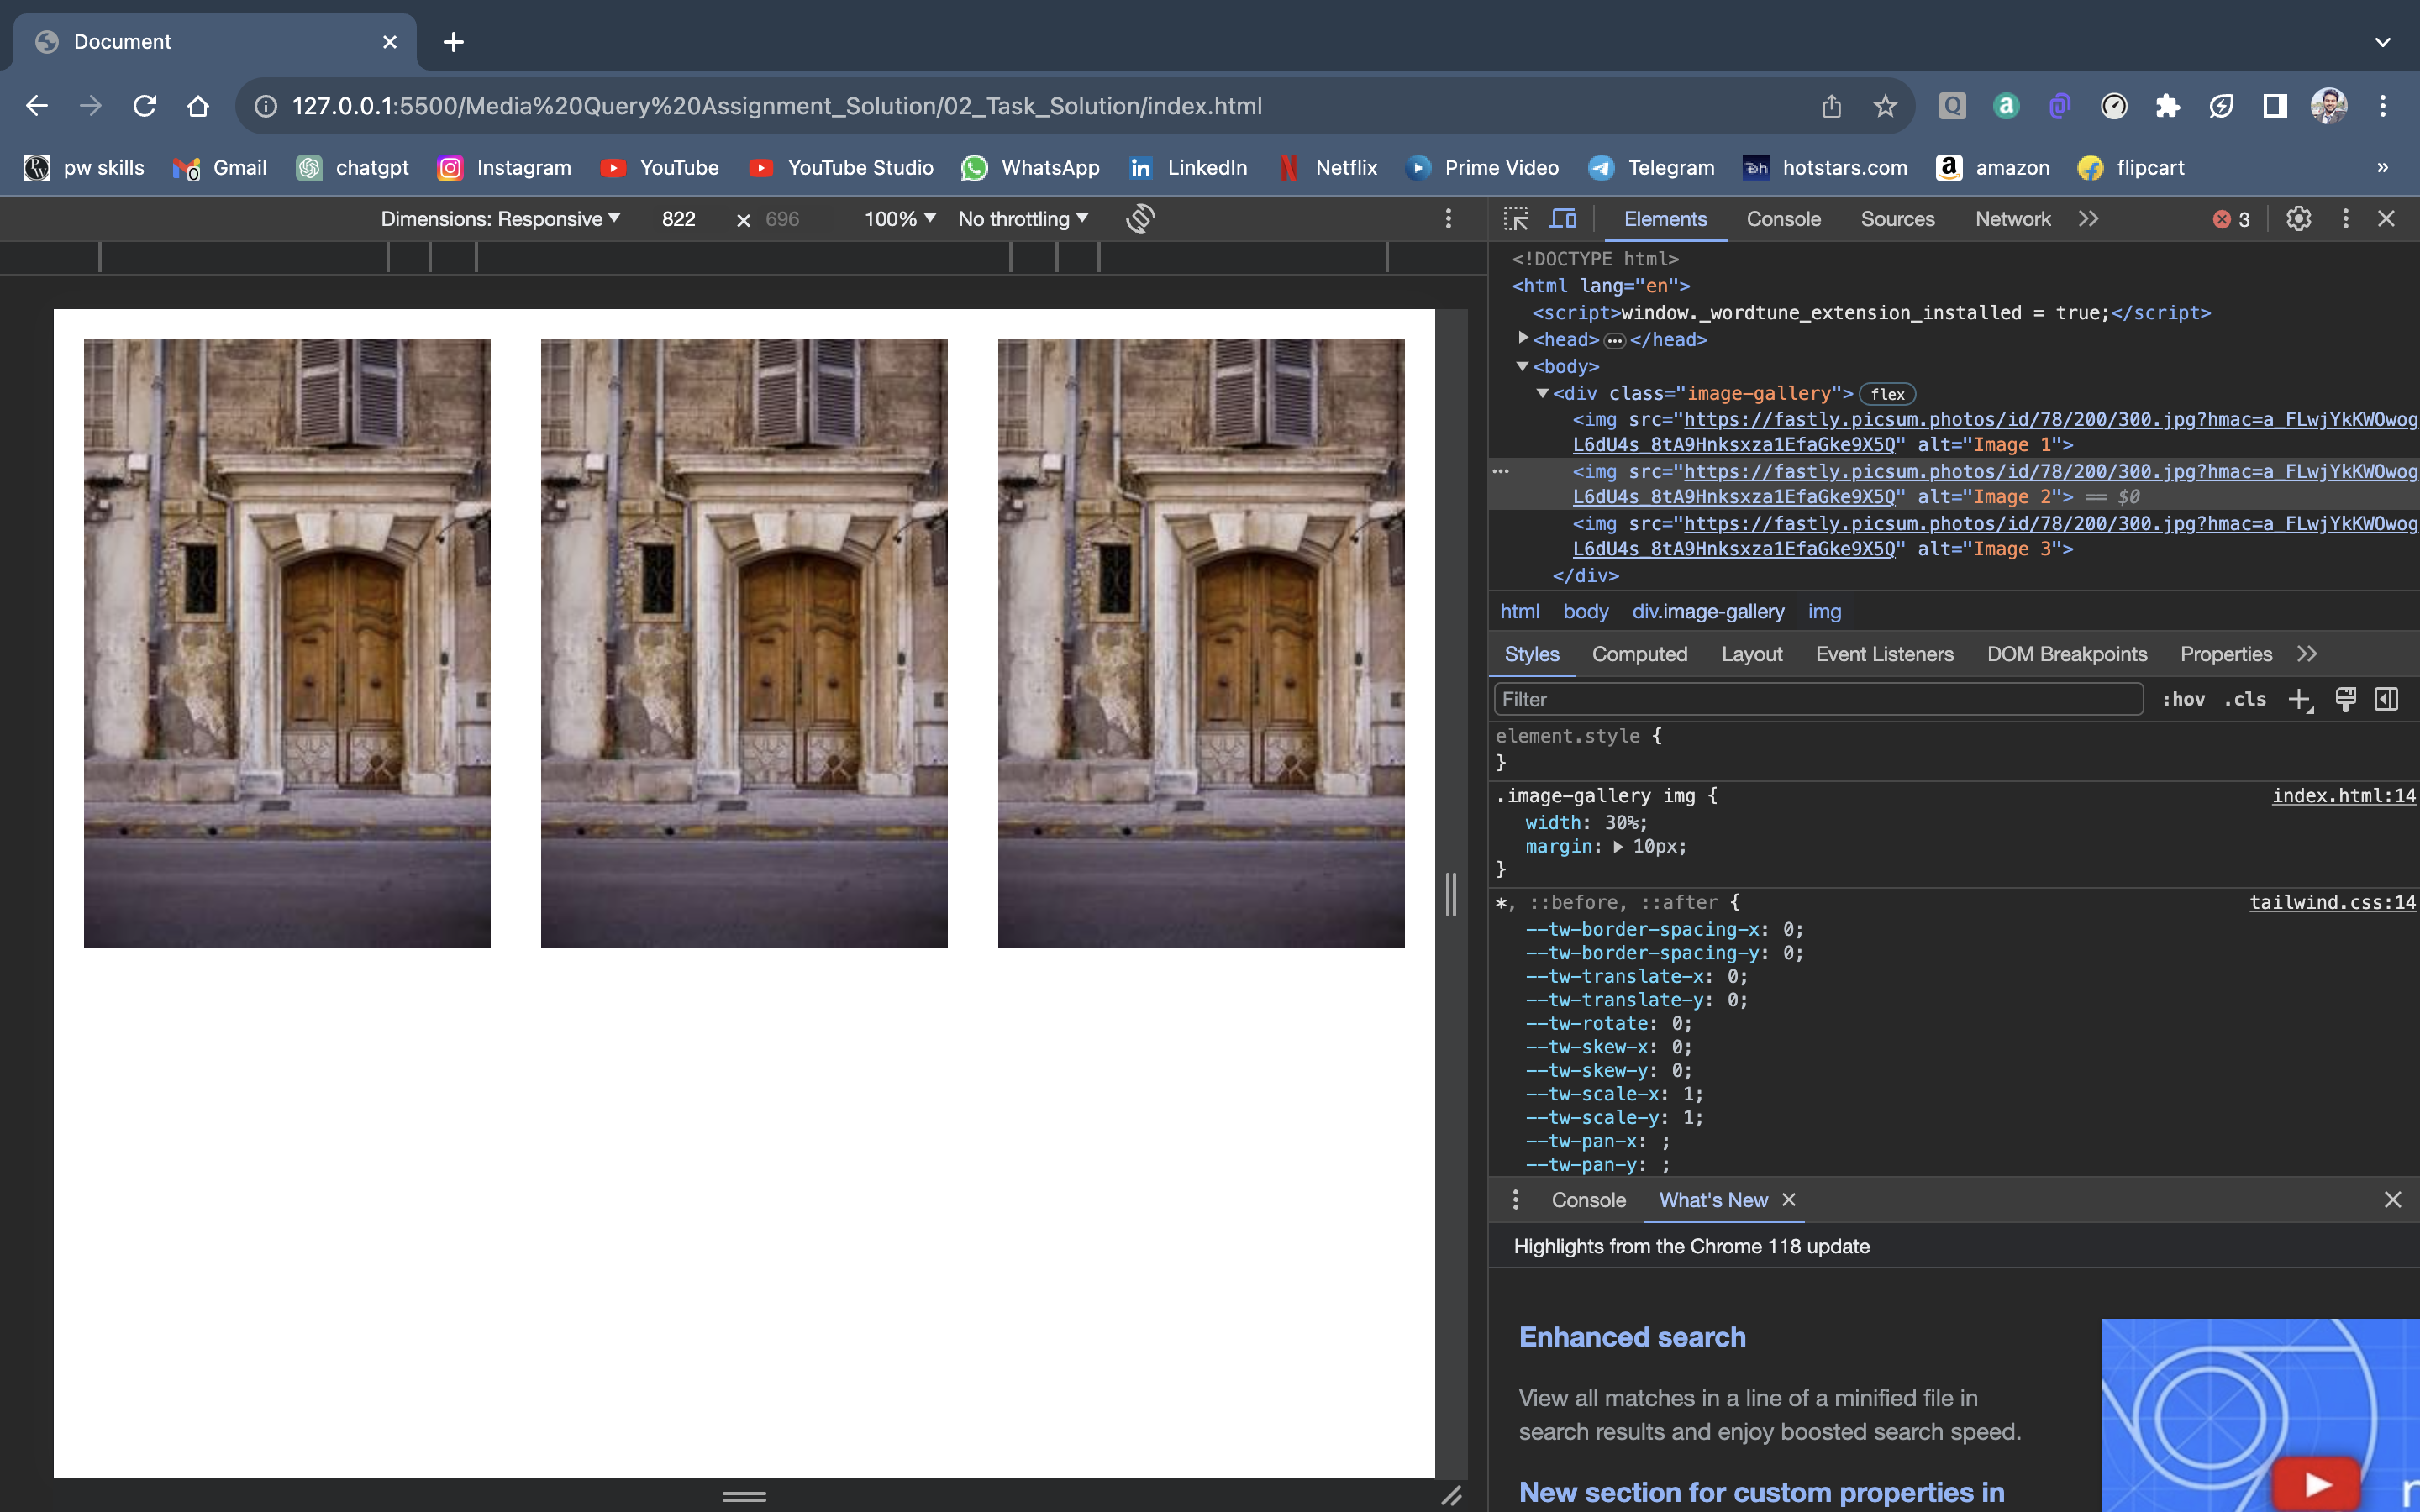 Document
127.0.0.1:5500/Media%20Query%20Assignment_Solution/02_Task_Solution/index.html
pw skills Gmail chatgpt Instagram YouTube YouTube Studio WhatsApp LinkedIn Netflix Prime Video Telegram hotstars.com amazon flipcart »
Dimensions: Responsive 822 × 696 100% No throttling
Elements Console Sources Network 3
<!DOCTYPE html>
<html lang="en">
<script>window._wordtune_extension_installed = true;</script>
<head>…</head>
<body>
<div class="image-gallery"> flex
<img src="https://fastly.picsum.photos/id/78/200/300.jpg?hmac=a_FLwjYkKWOwog
L6dU4s_8tA9Hnksxza1EfaGke9X5Q" alt="Image 1">
<img src="https://fastly.picsum.photos/id/78/200/300.jpg?hmac=a_FLwjYkKWOwog
L6dU4s_8tA9Hnksxza1EfaGke9X5Q" alt="Image 2"> == $0
<img src="https://fastly.picsum.photos/id/78/200/300.jpg?hmac=a_FLwjYkKWOwog
L6dU4s_8tA9Hnksxza1EfaGke9X5Q" alt="Image 3">
</div>
html body div.image-gallery img
Styles Computed Layout Event Listeners DOM Breakpoints Properties
Filter :hov .cls
element.style {
}
.image-gallery img { index.html:14
width: 30%;
margin: 10px;
}
*, ::before, ::after { tailwind.css:14
--tw-border-spacing-x: 0;
--tw-border-spacing-y: 0;
--tw-translate-x: 0;
--tw-translate-y: 0;
--tw-rotate: 0;
--tw-skew-x: 0;
--tw-skew-y: 0;
--tw-scale-x: 1;
--tw-scale-y: 1;
--tw-pan-x: ;
--tw-pan-y: ;
Console What's New
Highlights from the Chrome 118 update
Enhanced search
View all matches in a line of a minified file in
search results and enjoy boosted search speed.
New section for custom properties in